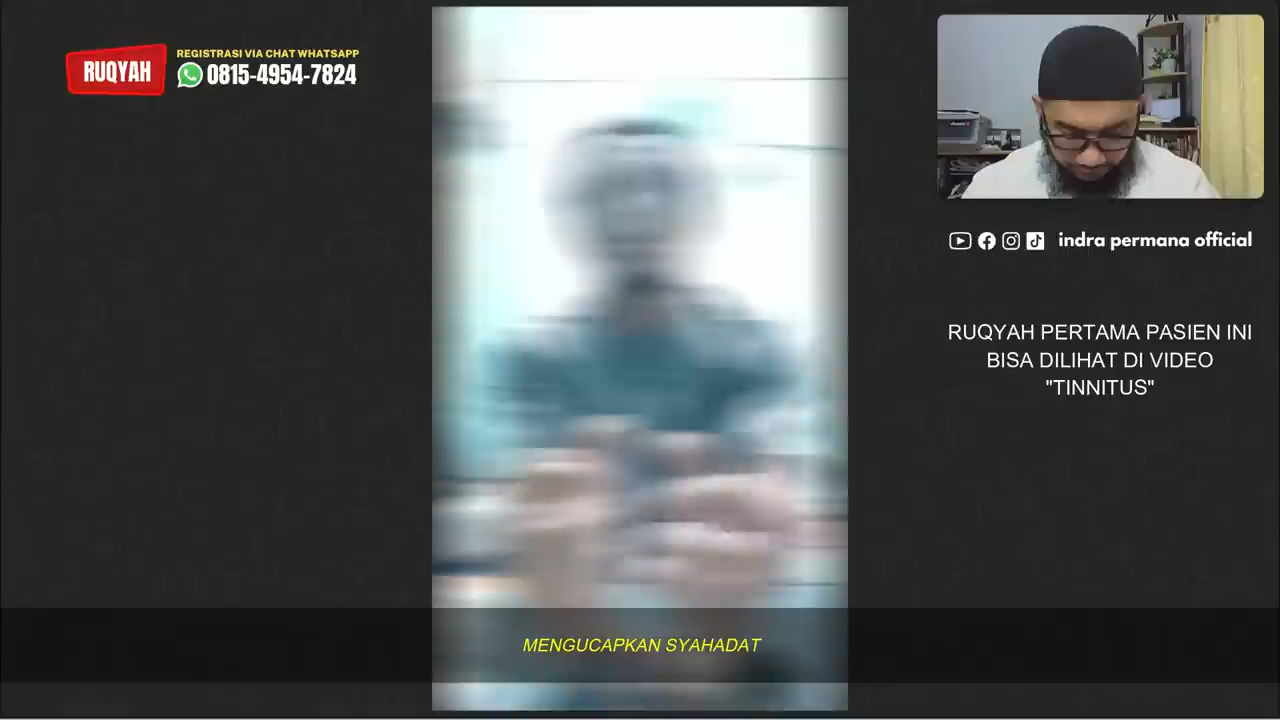 RUQYAH
REGISTRASI VIA CHAT WHATSAPP
0815-4954-7824
indra permana official
RUQYAH PERTAMA PASIEN INI
BISA DILIHAT DI VIDEO
"TINNITUS"
MENGUCAPKAN SYAHADAT